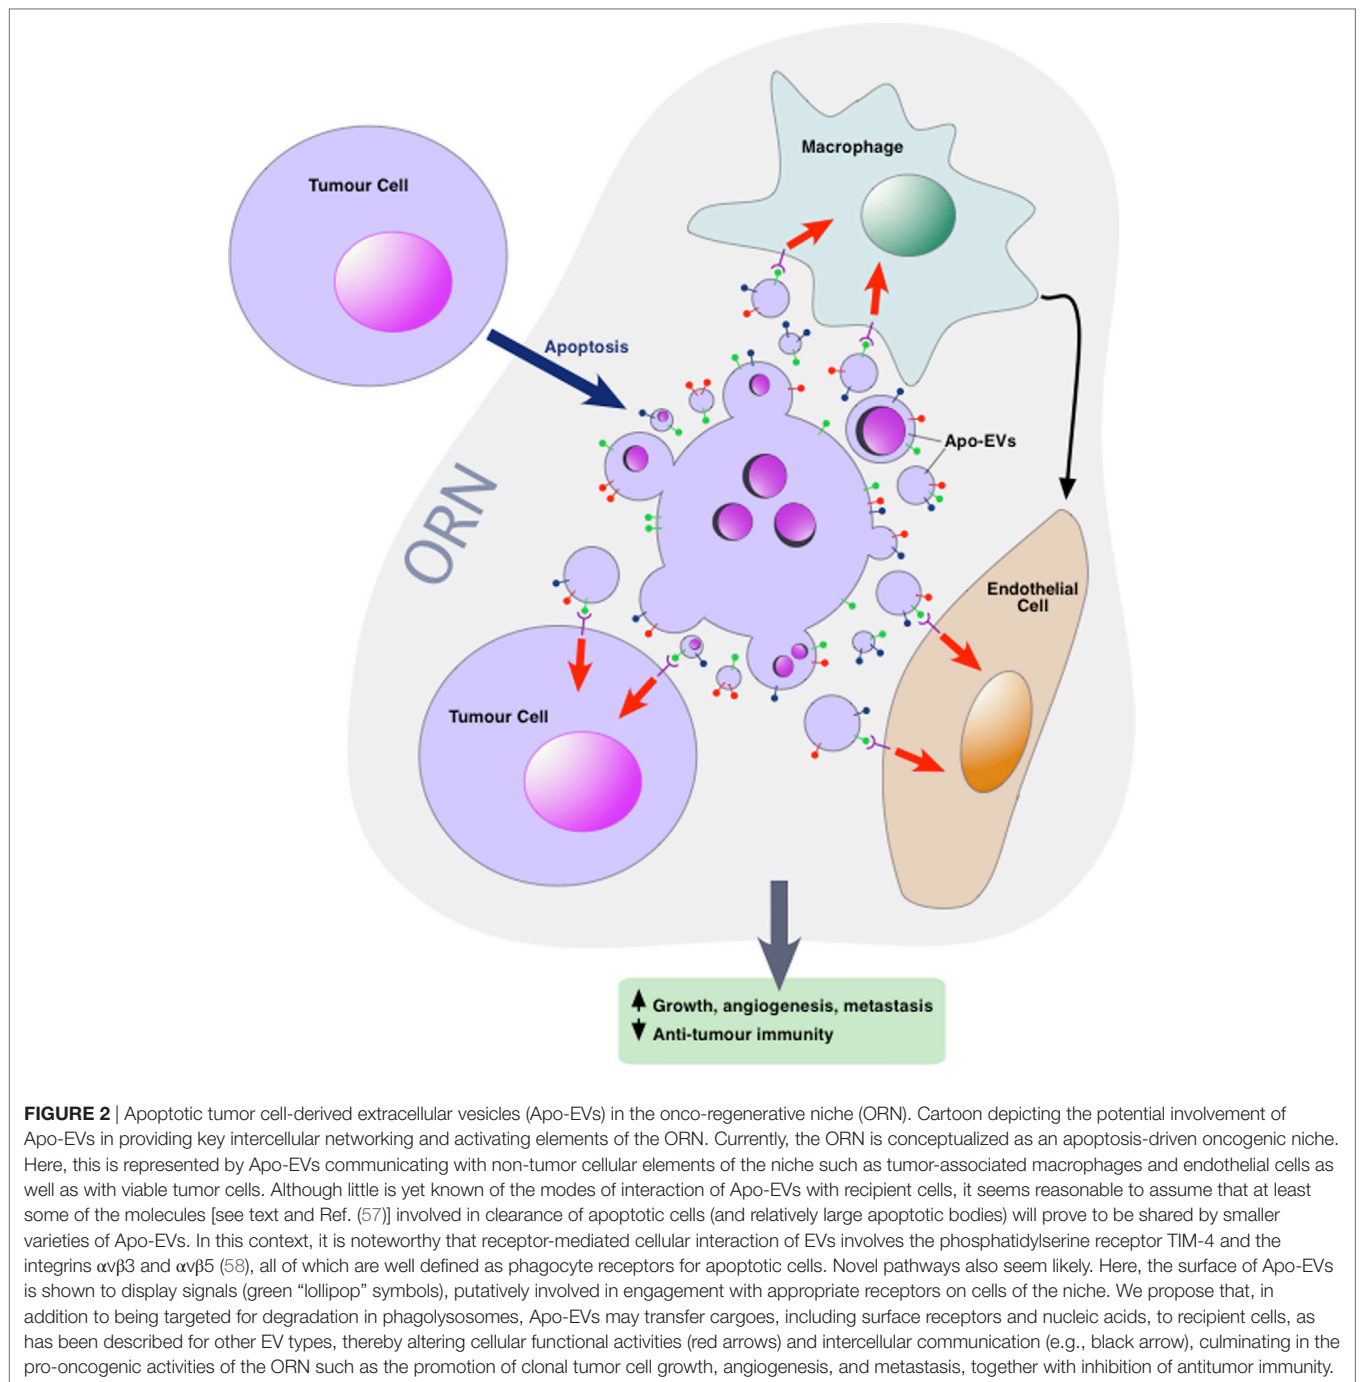 Macrophage
Tumour Cell
Apoptosis
Apo-EVs
ORN
Endothelial
Cell
Tumour Cell
Growth, angiogenesis, metastasis
Anti-tumour immunity
FIGURE 2 | Apoptotic tumor cell-derived extracellular vesicles (Apo-EVs) in the onco-regenerative niche (ORN). Cartoon depicting the potential involvement of
Apo-EVs in providing key intercellular networking and activating elements of the ORN. Currently, the ORN is conceptualized as an apoptosis-driven oncogenic niche.
Here, this is represented by Apo-EVs communicating with non-tumor cellular elements of the niche such as tumor-associated macrophages and endothelial cells as
well as with viable tumor cells. Although little is yet known of the modes of interaction of Apo-EVs with recipient cells, it seems reasonable to assume that at least
some of the molecules [see text and Ref. (57)] involved in clearance of apoptotic cells (and relatively large apoptotic bodies) will prove to be shared by smaller
varieties of Apo-EVs. In this context, it is noteworthy that receptor-mediated cellular interaction of EVs involves the phosphatidylserine receptor TIM-4 and the
integrins αvβ3 and αvβ5 (58), all of which are well defined as phagocyte receptors for apoptotic cells. Novel pathways also seem likely. Here, the surface of Apo-EVs
is shown to display signals (green “lollipop” symbols), putatively involved in engagement with appropriate receptors on cells of the niche. We propose that, in
addition to being targeted for degradation in phagolysosomes, Apo-EVs may transfer cargoes, including surface receptors and nucleic acids, to recipient cells, as
has been described for other EV types, thereby altering cellular functional activities (red arrows) and intercellular communication (e.g., black arrow), culminating in the
pro-oncogenic activities of the ORN such as the promotion of clonal tumor cell growth, angiogenesis, and metastasis, together with inhibition of antitumor immunity.